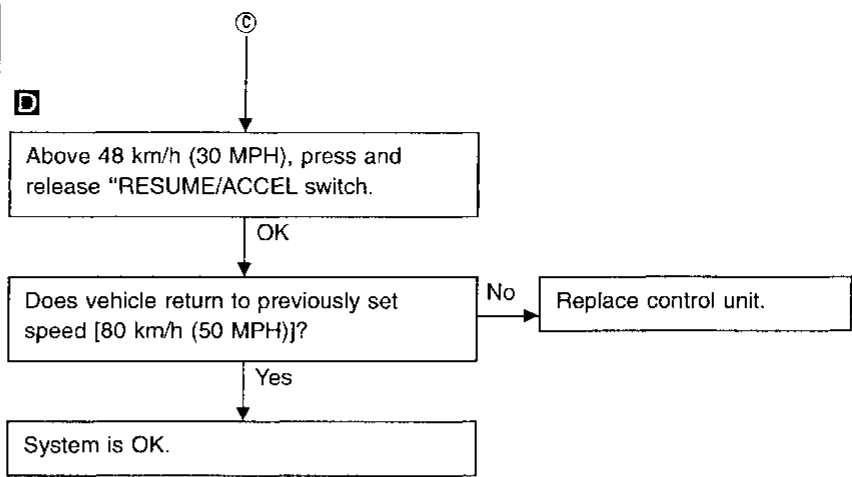 ©
D
Above 48 km/h (30 MPH), press and
release “RESUME/ACCEL switch.
OK
Does vehicle return to previously set
speed [80 km/h (50 MPH)]?
No
Replace control unit.
Yes
System is OK.